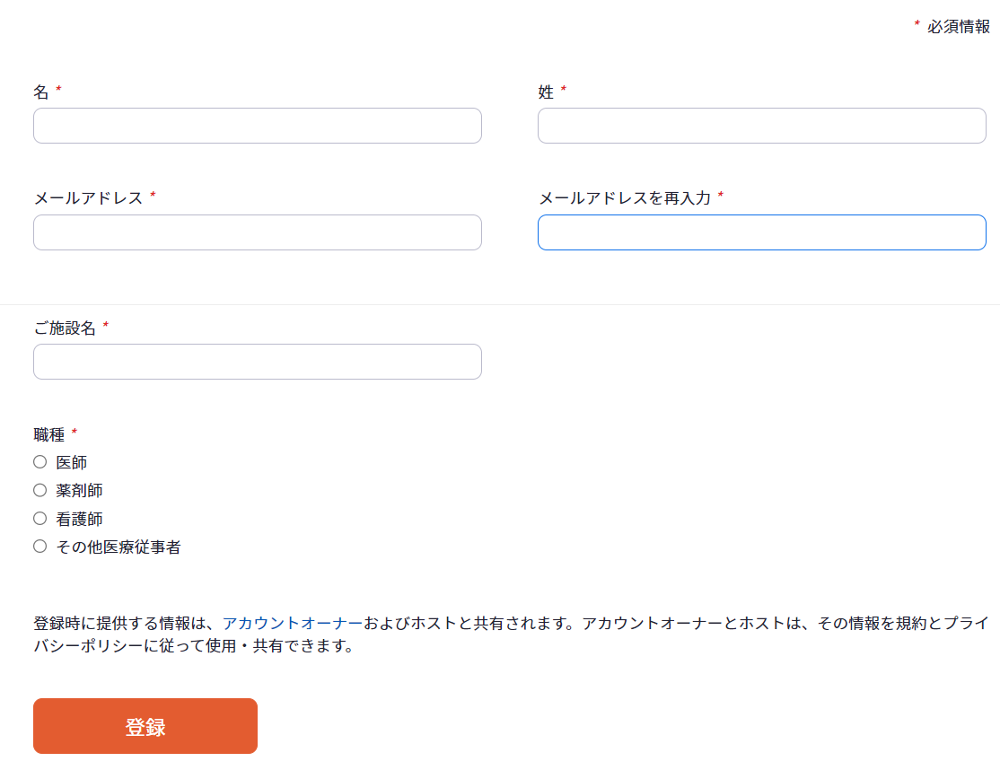 * 必須情報
名 *
姓 *
メールアドレス *
メールアドレスを再入力 *
ご施設名 *
職種 *
医師
薬剤師
看護師
その他医療従事者
登録時に提供する情報は、アカウントオーナーおよびホストと共有されます。アカウントオーナーとホストは、その情報を規約とプライ
バシーポリシーに従って使用・共有できます。
登録